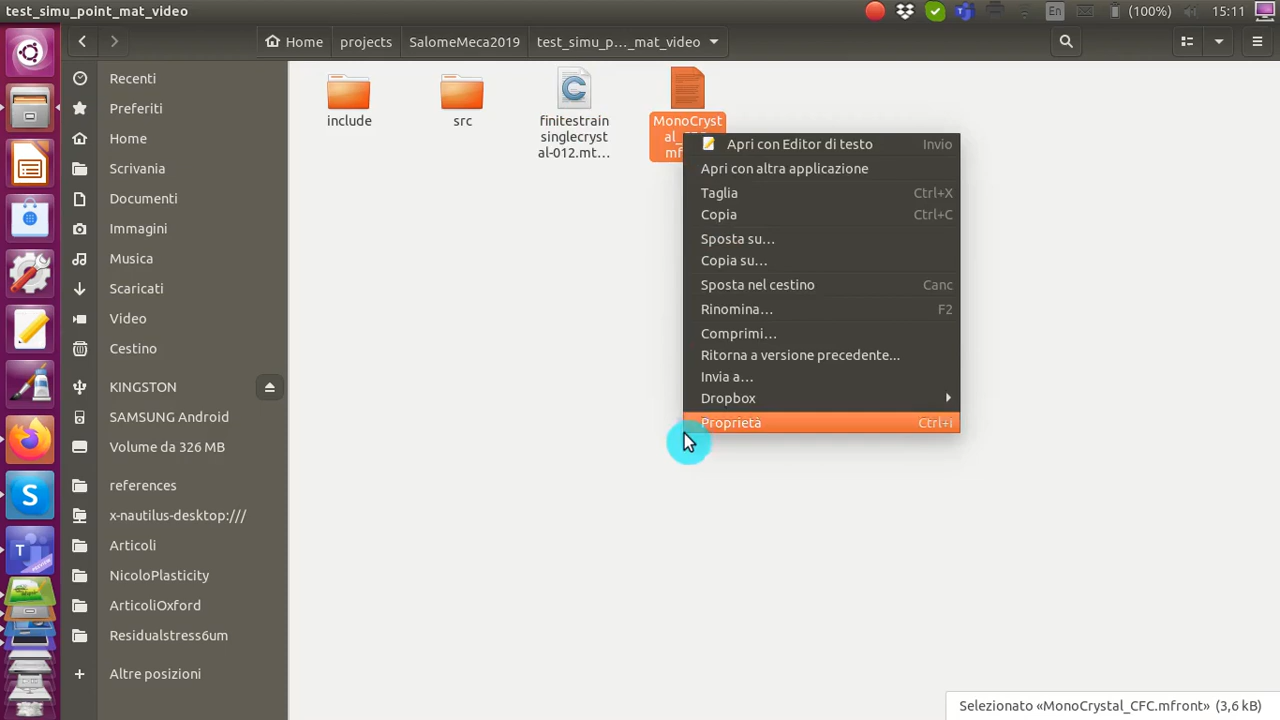 test_simu_point_mat_video
En
(100%)
15:11
Home
projects
SalomeMeca2019
test_simu_p…_mat_video
Recenti
Preferiti
Home
Scrivania
Documenti
Immagini
Musica
Scaricati
Video
Cestino
KINGSTON
SAMSUNG Android
Volume da 326 MB
references
x-nautilus-desktop:///
Articoli
NicoloPlasticity
ArticoliOxford
Residualstress6um
Altre posizioni
include
src
finitestrain
singlecryst
al-012.mt…
MonoCryst
Apri con Editor di testo Invio
Apri con altra applicazione
Taglia Ctrl+X
Copia Ctrl+C
Sposta su…
Copia su…
Sposta nel cestino Canc
Rinomina… F2
Comprimi…
Ritorna a versione precedente...
Invia a…
Dropbox
Proprietà Ctrl+I
Selezionato «MonoCrystal_CFC.mfront» (3,6 kB)